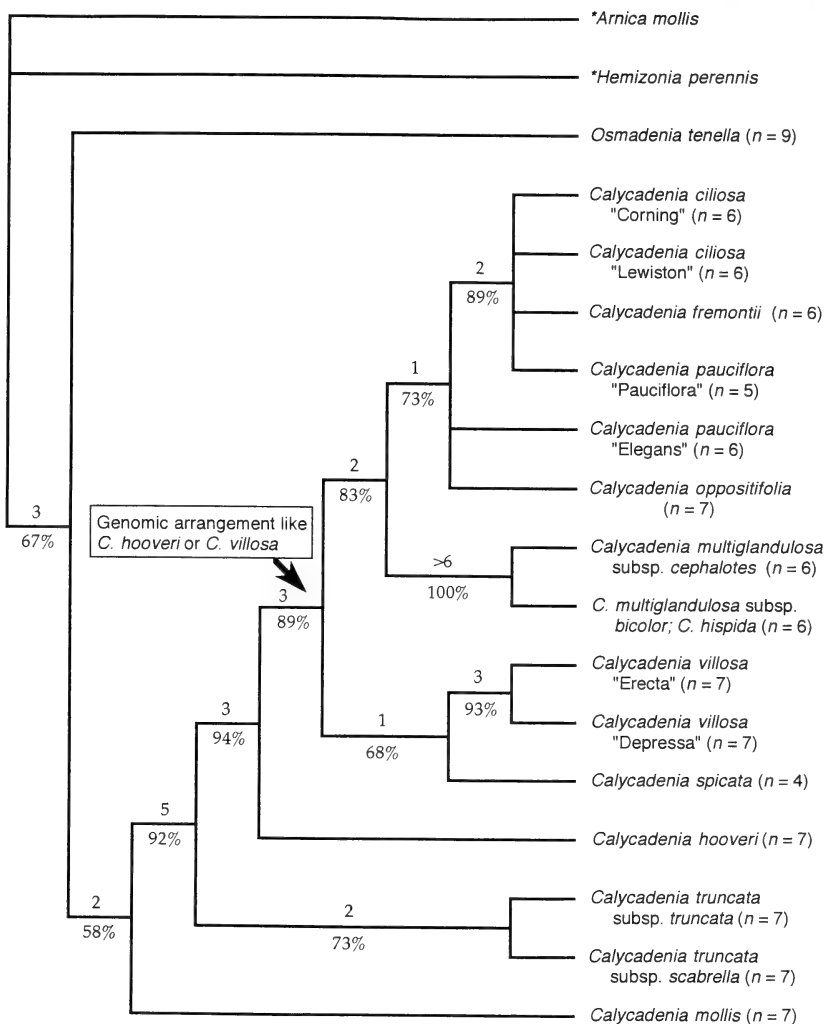 *Arnica mollis
*Hemizonia perennis
Osmadenia tenella (n = 9)
Calycadenia ciliosa
"Corning" (n = 6)
Calycadenia ciliosa
"Lewiston" (n = 6)
2
89%
Calycadenia fremontii (n = 6)
1
73%
Calycadenia pauciflora
"Pauciflora" (n = 5)
Calycadenia pauciflora
"Elegans" (n = 6)
2
83%
Calycadenia oppositifolia
(n = 7)
3
67%
Genomic arrangement like
C. hooveri or C. villosa
>6
100%
Calycadenia multiglandulosa
subsp. cephalotes (n = 6)
3
89%
C. multiglandulosa subsp.
bicolor; C. hispida (n = 6)
3
93%
Calycadenia villosa
"Erecta" (n = 7)
3
94%
1
68%
Calycadenia villosa
"Depressa" (n = 7)
Calycadenia spicata (n = 4)
5
92%
Calycadenia hooveri (n = 7)
2
58%
2
73%
Calycadenia truncata
subsp. truncata (n = 7)
Calycadenia truncata
subsp. scabrella (n = 7)
Calycadenia mollis (n = 7)